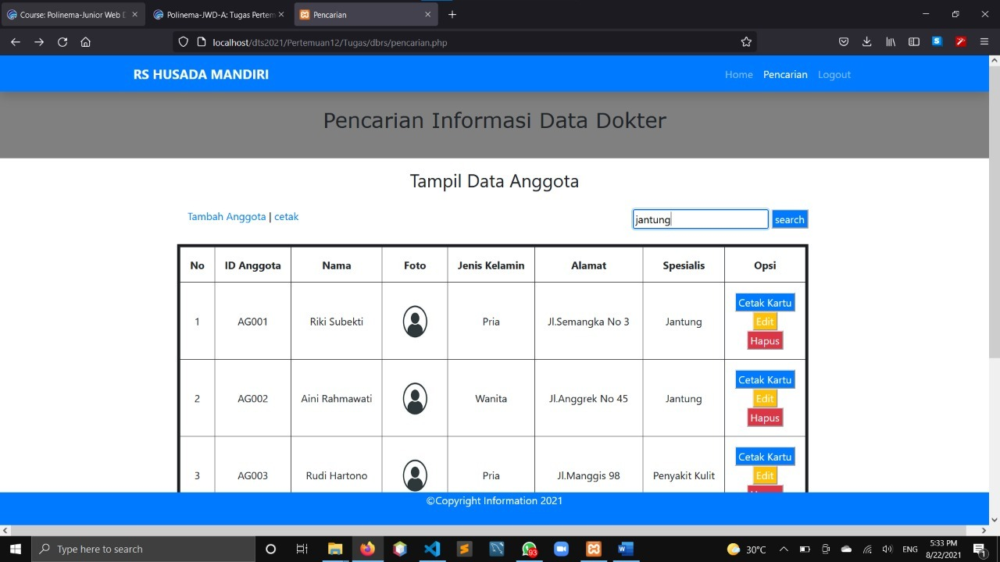 Course: Polinema-Junior Web D
Polinema-JWD-A: Tugas Pertem
Pencarian
localhost/dts2021/Pertemuan12/Tugas/dbrs/pencarian.php
RS HUSADA MANDIRI
Home Pencarian Logout
Pencarian Informasi Data Dokter
Tampil Data Anggota
Tambah Anggota | cetak
jantung search
No ID Anggota Nama Foto Jenis Kelamin Alamat Spesialis Opsi
1 AG001 Riki Subekti Pria Jl.Semangka No 3 Jantung
Cetak Kartu
Edit
Hapus
2 AG002 Aini Rahmawati Wanita Jl.Anggrek No 45 Jantung
Cetak Kartu
Edit
Hapus
3 AG003 Rudi Hartono Pria Jl.Manggis 98 Penyakit Kulit
Cetak Kartu
Edit
©Copyright Information 2021
Type here to search
93
30°C
ENG
5:33 PM
8/22/2021
1